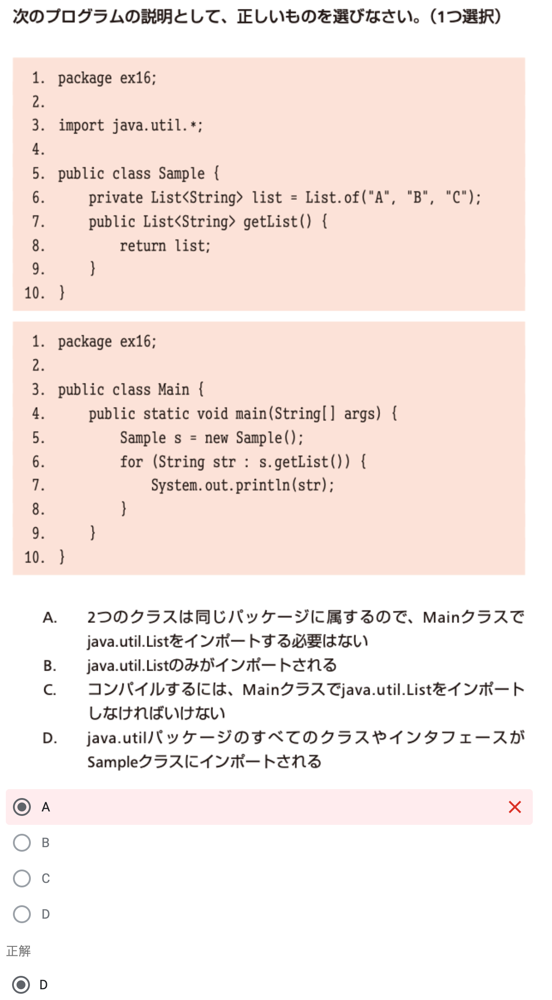 次のプログラムの説明として、正しいものを選びなさい。（1つ選択）
1. package ex16;
2.
3. import java.util.*;
4.
5. public class Sample {
6.     private List<String> list = List.of("A", "B", "C");
7.     public List<String> getList() {
8.         return list;
9.     }
10. }
1. package ex16;
2.
3. public class Main {
4.     public static void main(String[] args) {
5.         Sample s = new Sample();
6.         for (String str : s.getList()) {
7.             System.out.println(str);
8.         }
9.     }
10. }
A. 2つのクラスは同じパッケージに属するので、Mainクラスで
java.util.Listをインポートする必要はない
B. java.util.Listのみがインポートされる
C. コンパイルするには、Mainクラスでjava.util.Listをインポート
しなければいけない
D. java.utilパッケージのすべてのクラスやインタフェースが
Sampleクラスにインポートされる
A
B
C
D
正解
D